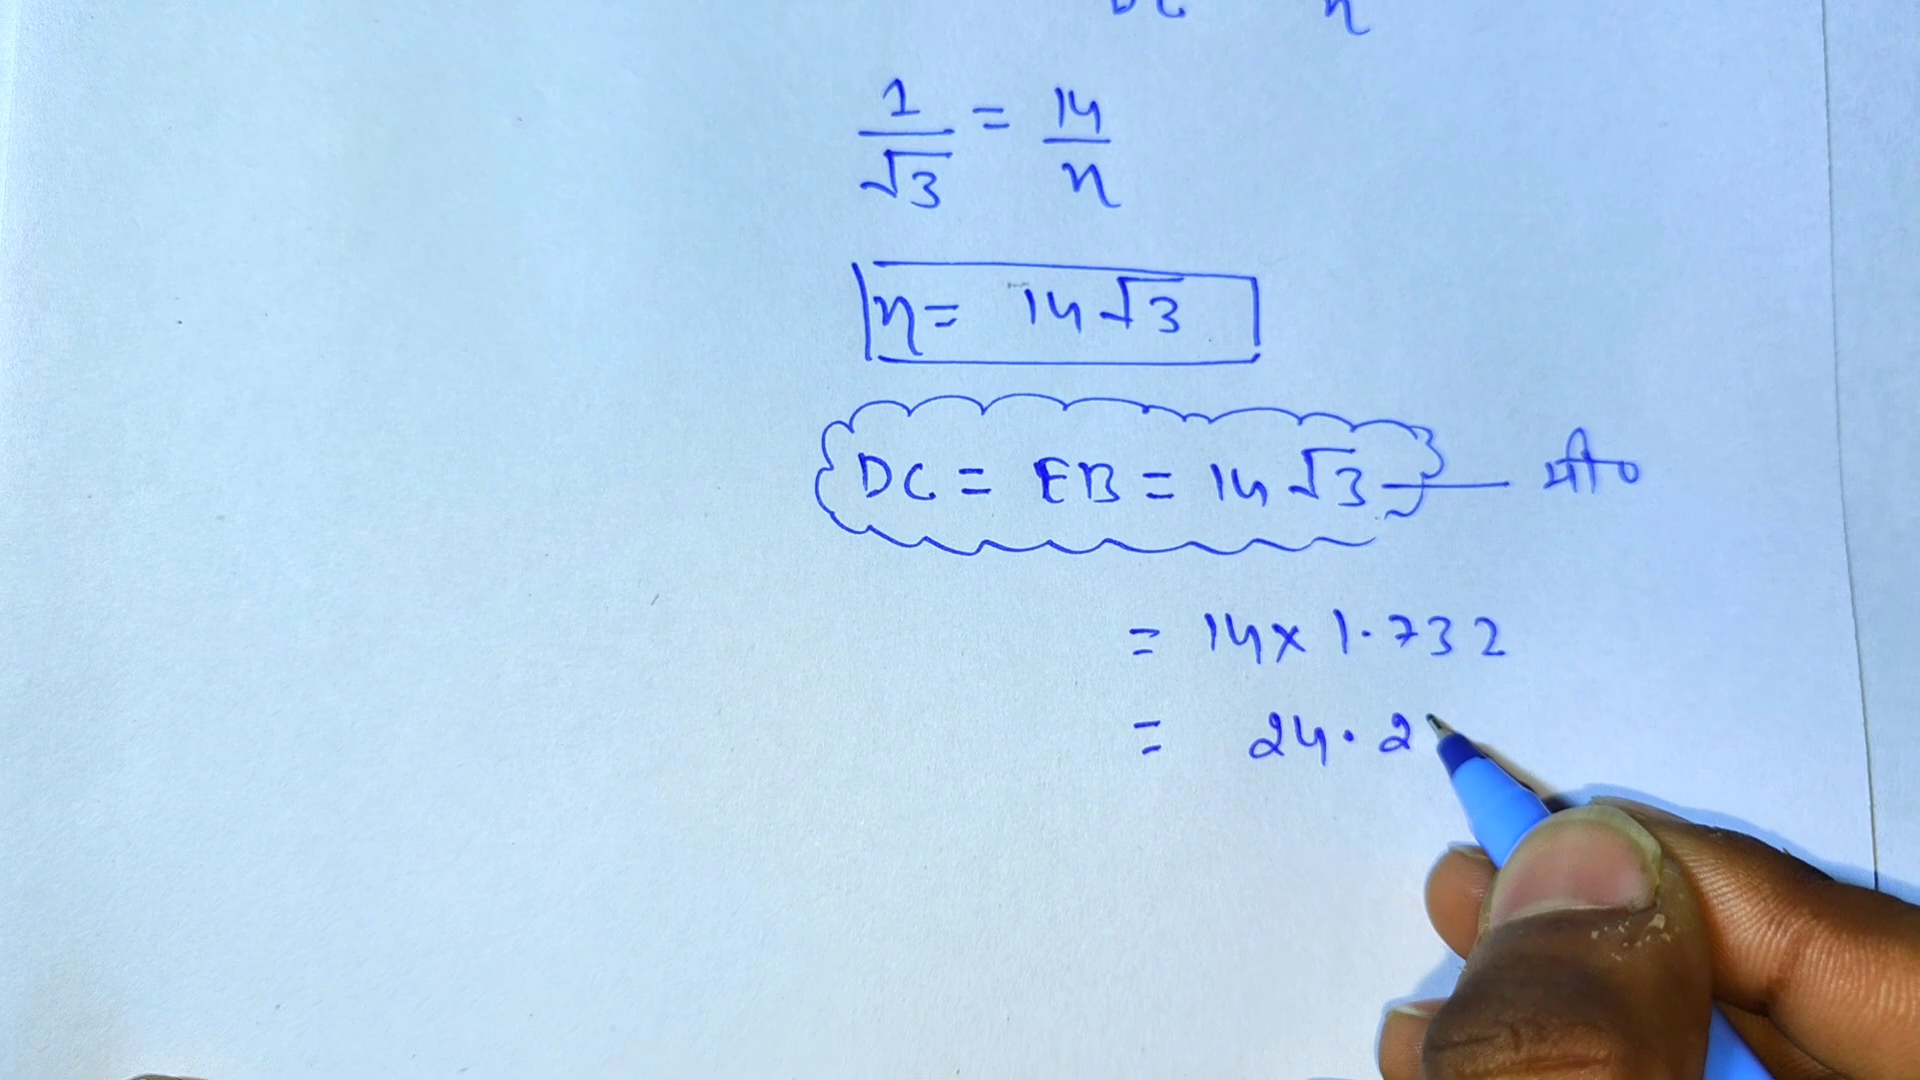 1/√3 = 14/x
x = 14√3
DC = EB = 14√3 — मी०
= 14 × 1.732
= 24.2